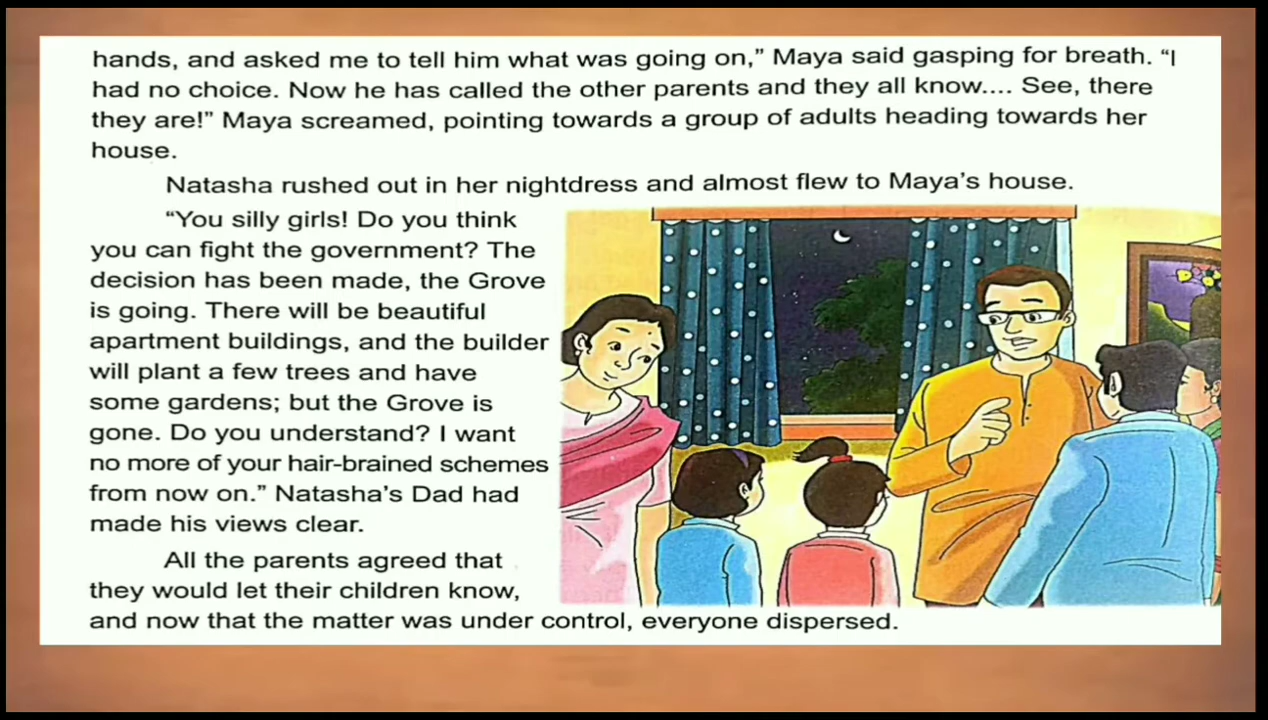 hands, and asked me to tell him what was going on,” Maya said gasping for breath. “I
had no choice. Now he has called the other parents and they all know.... See, there
they are!” Maya screamed, pointing towards a group of adults heading towards her
house.
Natasha rushed out in her nightdress and almost flew to Maya’s house.
“You silly girls! Do you think
you can fight the government? The
decision has been made, the Grove
is going. There will be beautiful
apartment buildings, and the builder
will plant a few trees and have
some gardens; but the Grove is
gone. Do you understand? I want
no more of your hair-brained schemes
from now on.” Natasha’s Dad had
made his views clear.
All the parents agreed that
they would let their children know,
and now that the matter was under control, everyone dispersed.